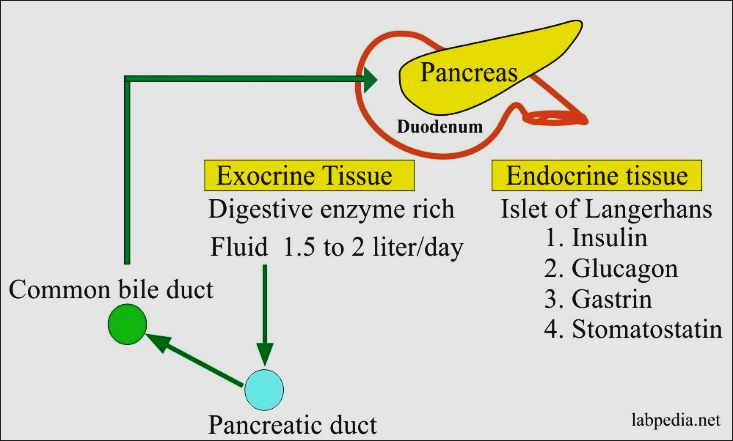 Pancreas
Duodenum
Exocrine Tissue
Digestive enzyme rich
Fluid 1.5 to 2 liter/day
Endocrine tissue
Islet of Langerhans
1. Insulin
2. Glucagon
3. Gastrin
4. Stomatostatin
Common bile duct
Pancreatic duct
labpedia.net